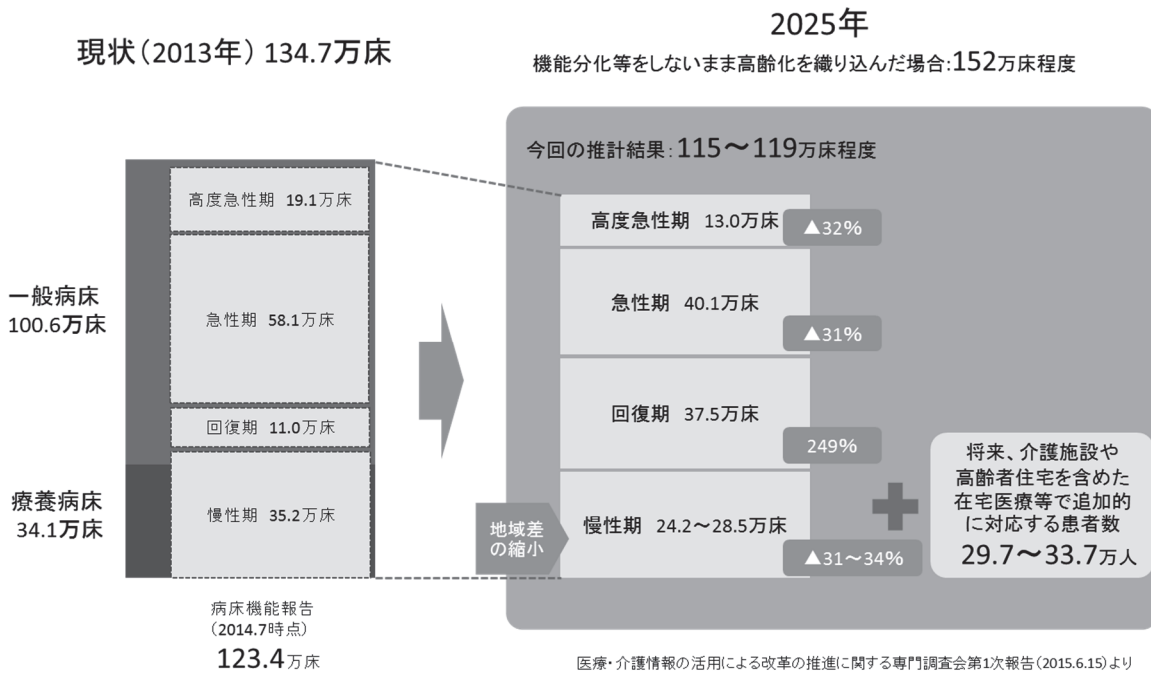 現状（2013年）134.7万床
2025年
機能分化等をしないまま高齢化を織り込んだ場合：152万床程度
今回の推計結果：115～119万床程度
一般病床
100.6万床
療養病床
34.1万床
高度急性期 19.1万床
急性期 58.1万床
回復期 11.0万床
慢性期 35.2万床
病床機能報告
（2014.7時点）
123.4万床
地域差
の縮小
高度急性期 13.0万床
▲32%
急性期 40.1万床
▲31%
回復期 37.5万床
249%
慢性期 24.2～28.5万床
▲31～34%
将来、介護施設や
高齢者住宅を含めた
在宅医療等で追加的
に対応する患者数
29.7～33.7万人
医療・介護情報の活用による改革の推進に関する専門調査会第1次報告（2015.6.15）より